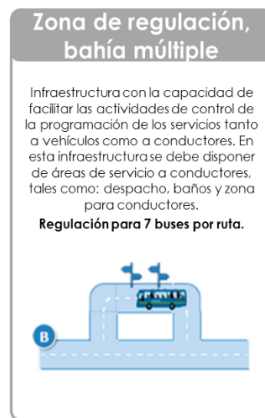 Zona de regulación,
bahía múltiple
Infraestructura con la capacidad de
facilitar las actividades de control de
la programación de los servicios tanto
a vehículos como a conductores. En
esta infraestructura se debe disponer
de áreas de servicio a conductores,
tales como: despacho, baños y zona
para conductores.
Regulación para 7 buses por ruta.
B